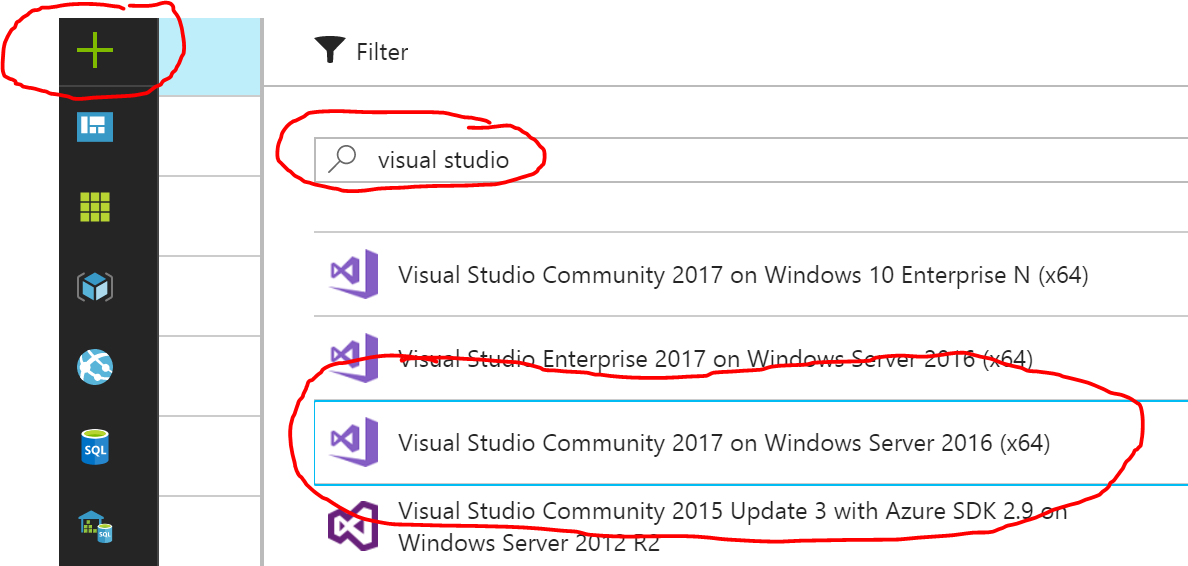 Filter
visual studio
Visual Studio Community 2017 on Windows 10 Enterprise N (x64)
Visual Studio Enterprise 2017 on Windows Server 2016 (x64)
Visual Studio Community 2017 on Windows Server 2016 (x64)
SQL
Visual Studio Community 2015 Update 3 with Azure SDK 2.9 on
Windows Server 2012 R2
SQL